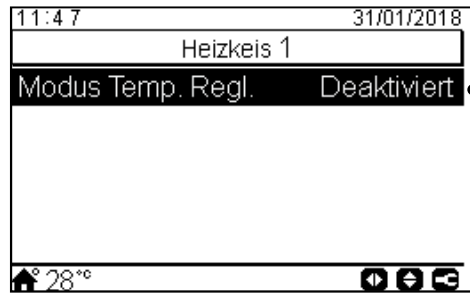 11:47 31/01/2018
Heizkeis 1
Modus Temp. Regl. Deaktiviert
28°c